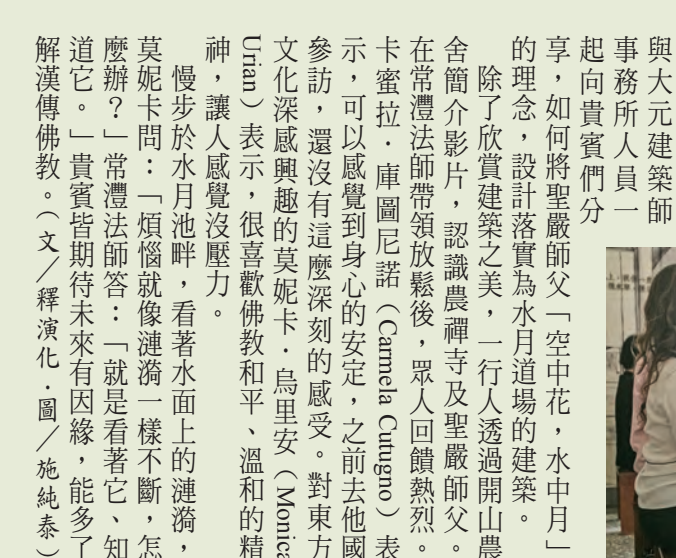 與大元建築師
事務所人員一
起向貴賓們分
享，如何將聖嚴師父「空中花，水中月」
的理念，設計落實為水月道場的建築。
除了欣賞建築之美，一行人透過開山農
舍簡介影片，認識農禪寺及聖嚴師父。
在常灃法師帶領放鬆後，眾人回饋熱烈。
卡蜜拉．庫圖尼諾（Carmela Cutugno）表
示，可以感覺到身心的安定，之前去他國
參訪，還沒有這麼深刻的感受。對東方
文化深感興趣的莫妮卡．烏里安（Monica
Urian）表示，很喜歡佛教和平、溫和的精
神，讓人感覺沒壓力。
慢步於水月池畔，看著水面上的漣漪，
莫妮卡問：「煩惱就像漣漪一樣不斷，怎
麼辦？」常灃法師答：「就是看著它、知
道它。」貴賓皆期待未來有因緣，能多了
解漢傳佛教。（文／釋演化．圖／施純泰）